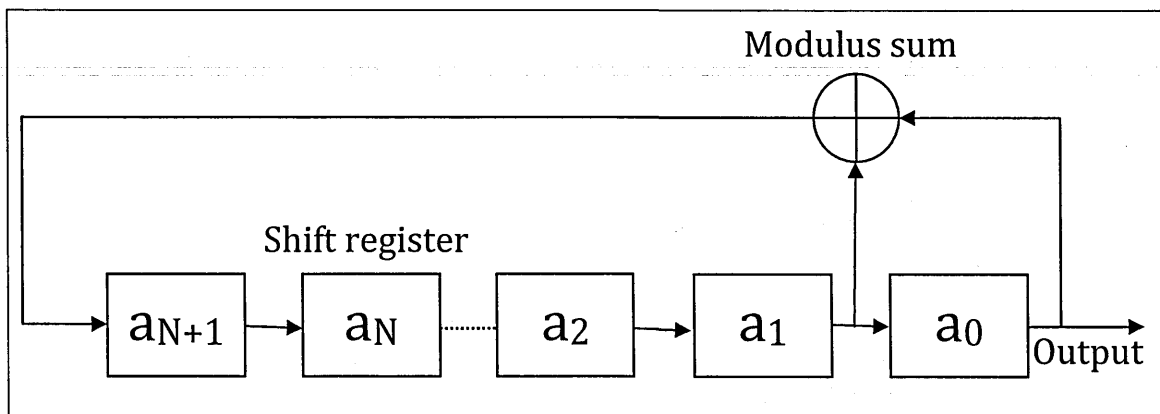 Modulus sum
Shift register
aN+1
aN
a2
a1
a0
Output